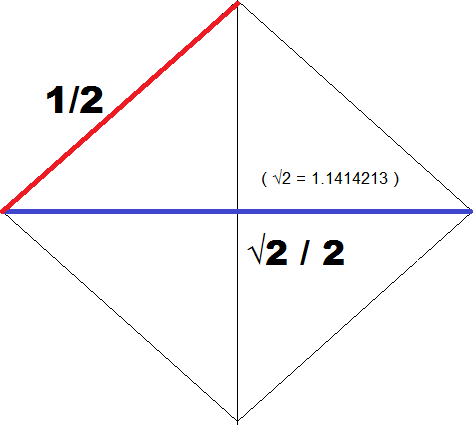 1/2
( √2 = 1.1414213 )
√2 / 2